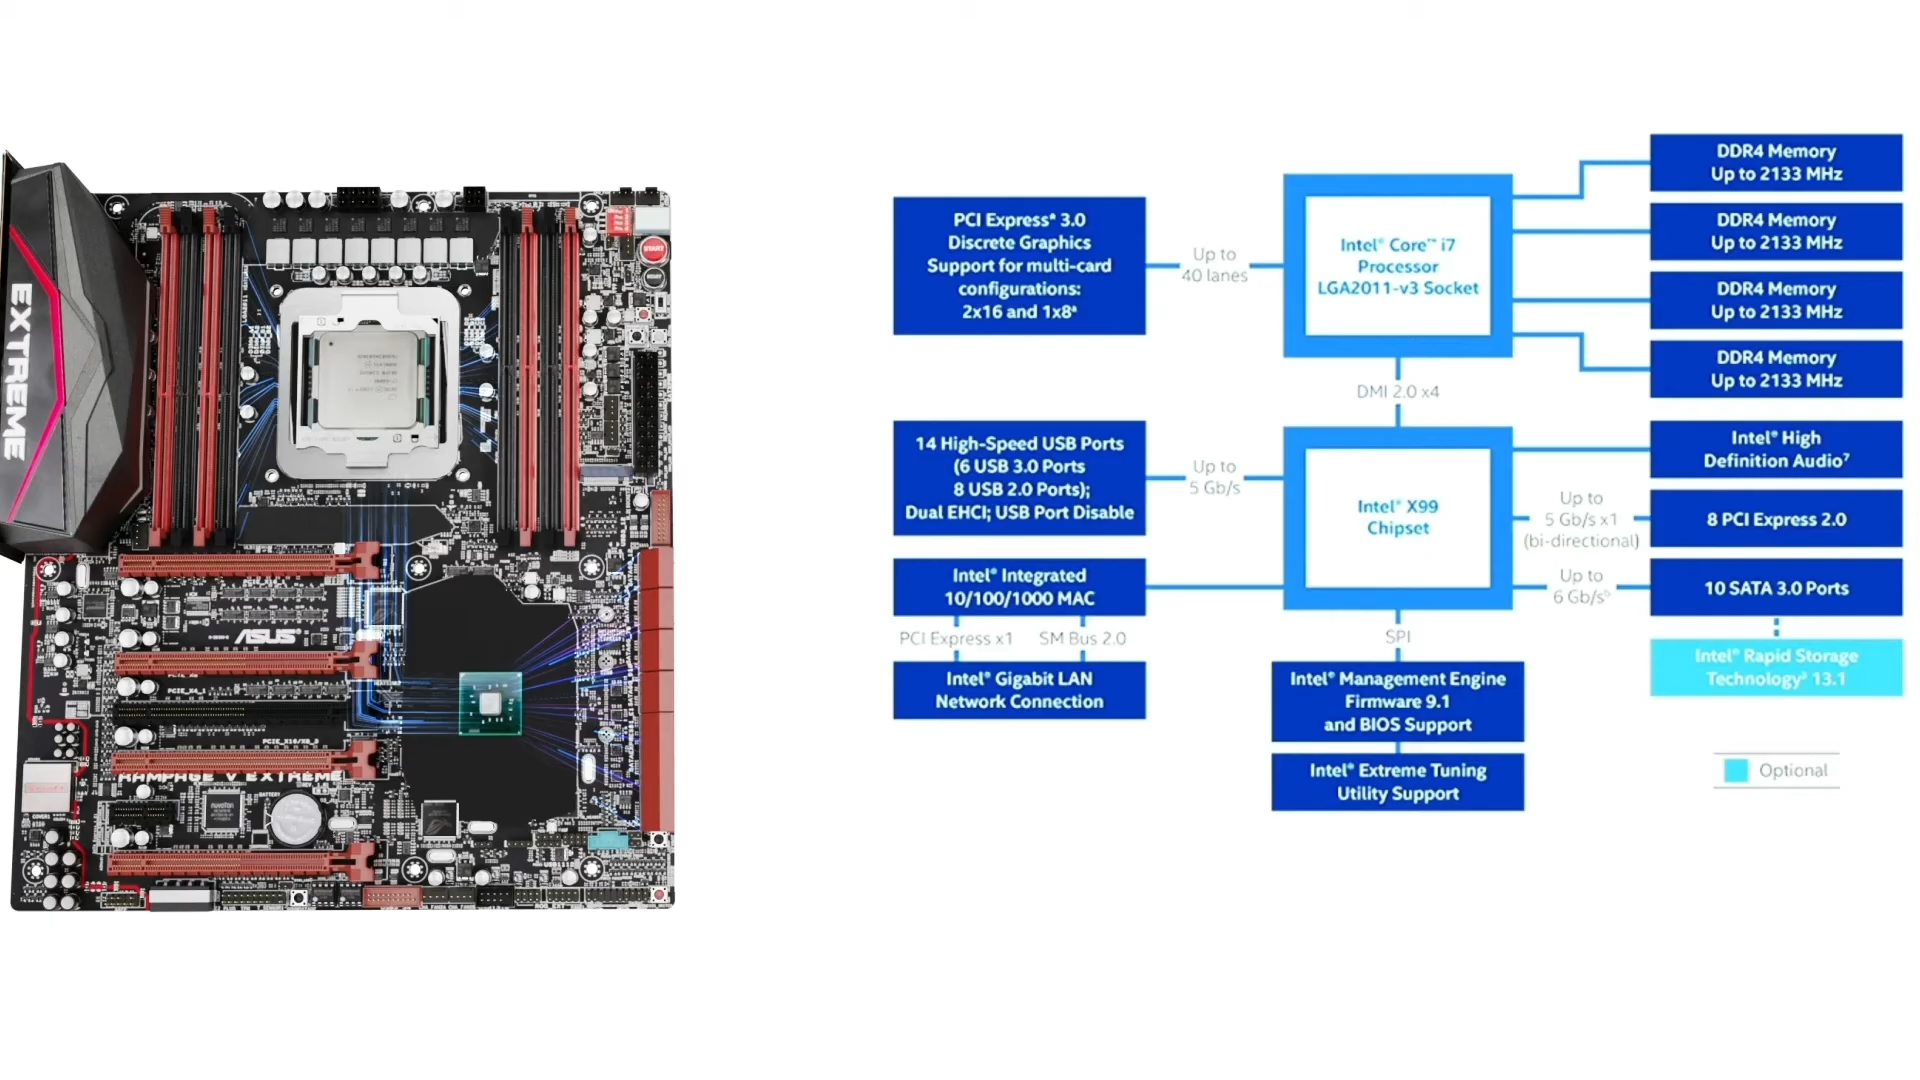 EXTREME
START
ASUS
PCIE_X4_1
PCIE_X16/X8_3
RAMPAGE V EXTREME
BATTERY
nuvoTon
PCI Express* 3.0
Discrete Graphics
Support for multi-card
configurations:
2x16 and 1x8⁴
Up to
40 lanes
Intel® Core™ i7
Processor
LGA2011-v3 Socket
DDR4 Memory
Up to 2133 MHz
DDR4 Memory
Up to 2133 MHz
DDR4 Memory
Up to 2133 MHz
DDR4 Memory
Up to 2133 MHz
DMI 2.0 x4
14 High-Speed USB Ports
(6 USB 3.0 Ports
8 USB 2.0 Ports);
Dual EHCI; USB Port Disable
Up to
5 Gb/s
Intel® X99
Chipset
Intel® High
Definition Audio⁷
Up to
5 Gb/s x1
(bi-directional)
8 PCI Express 2.0
Intel® Integrated
10/100/1000 MAC
Up to
6 Gb/s⁵
10 SATA 3.0 Ports
PCI Express x1
SM Bus 2.0
SPI
Intel® Gigabit LAN
Network Connection
Intel® Management Engine
Firmware 9.1
and BIOS Support
Intel® Rapid Storage
Technology³ 13.1
Intel® Extreme Tuning
Utility Support
Optional